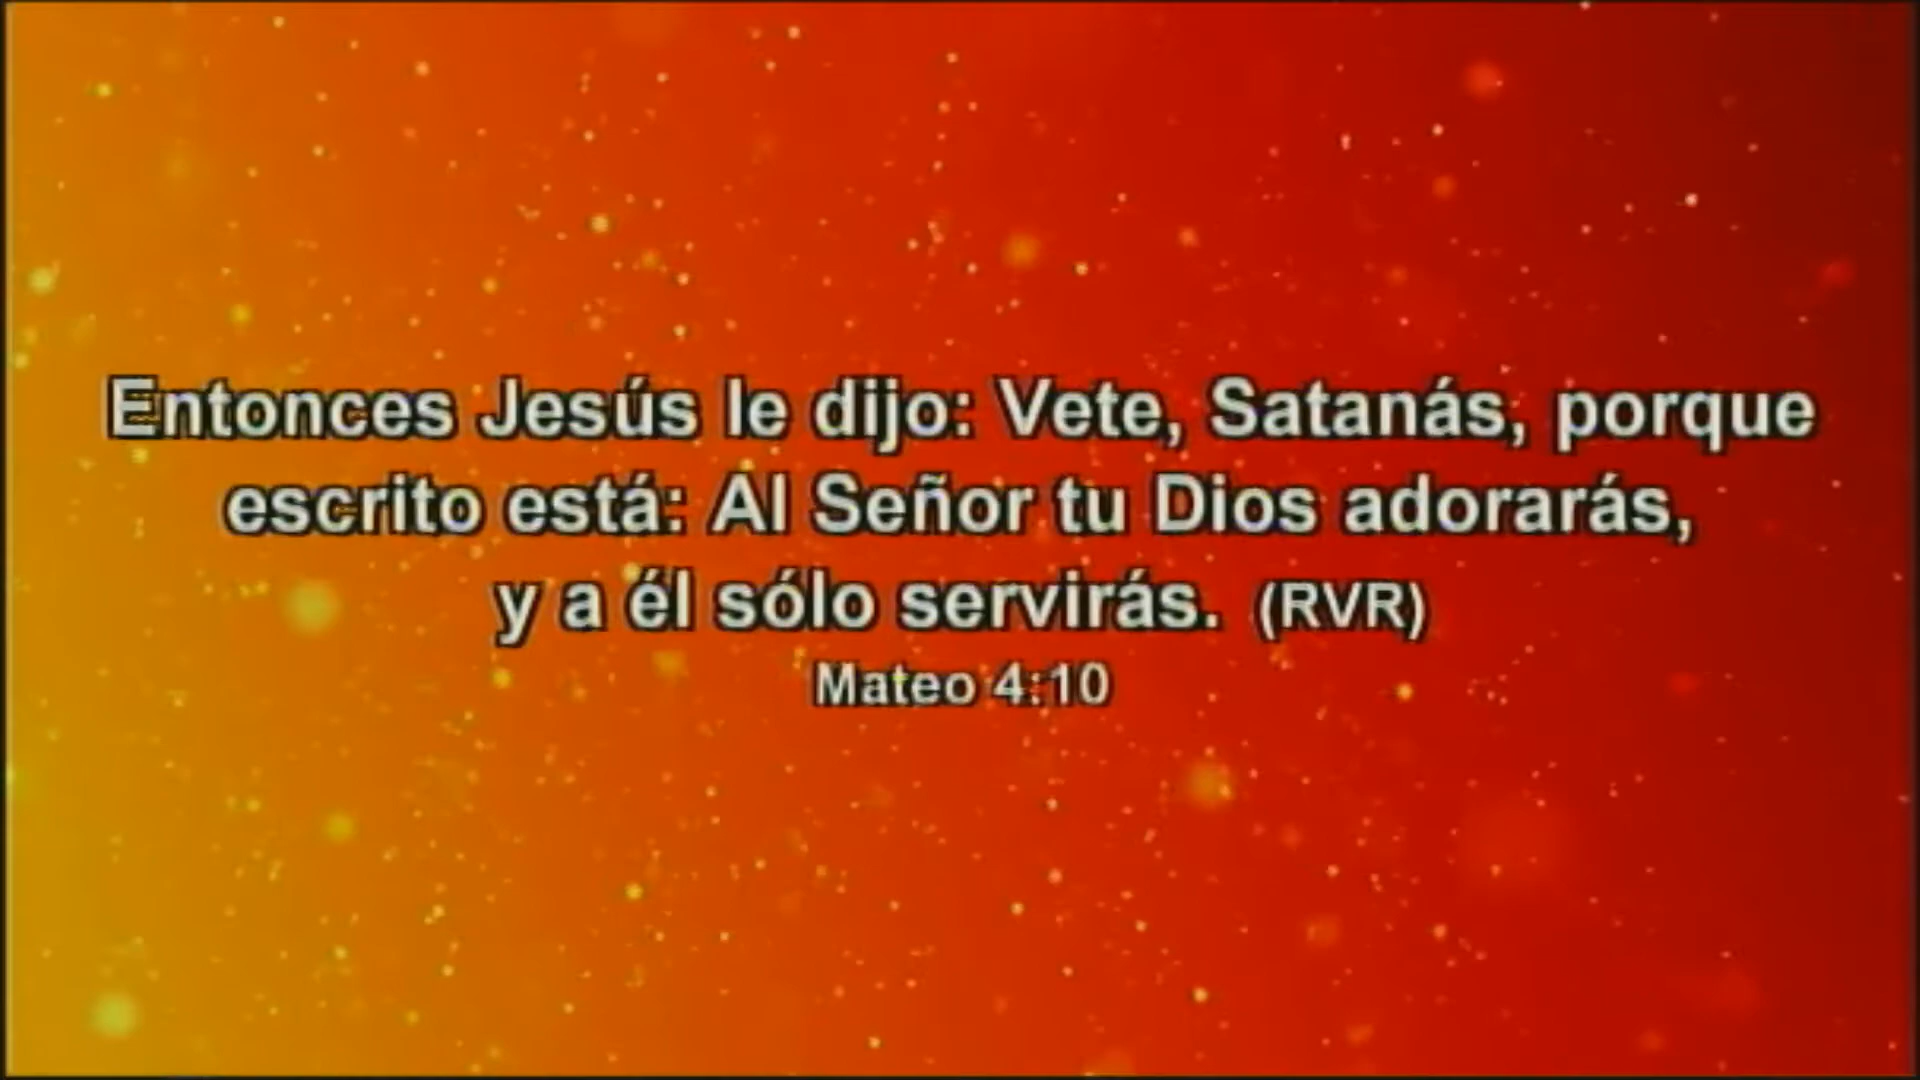 Entonces Jesús le dijo: Vete, Satanás, porque
escrito está: Al Señor tu Dios adorarás,
y a él sólo servirás. (RVR)
Mateo 4:10